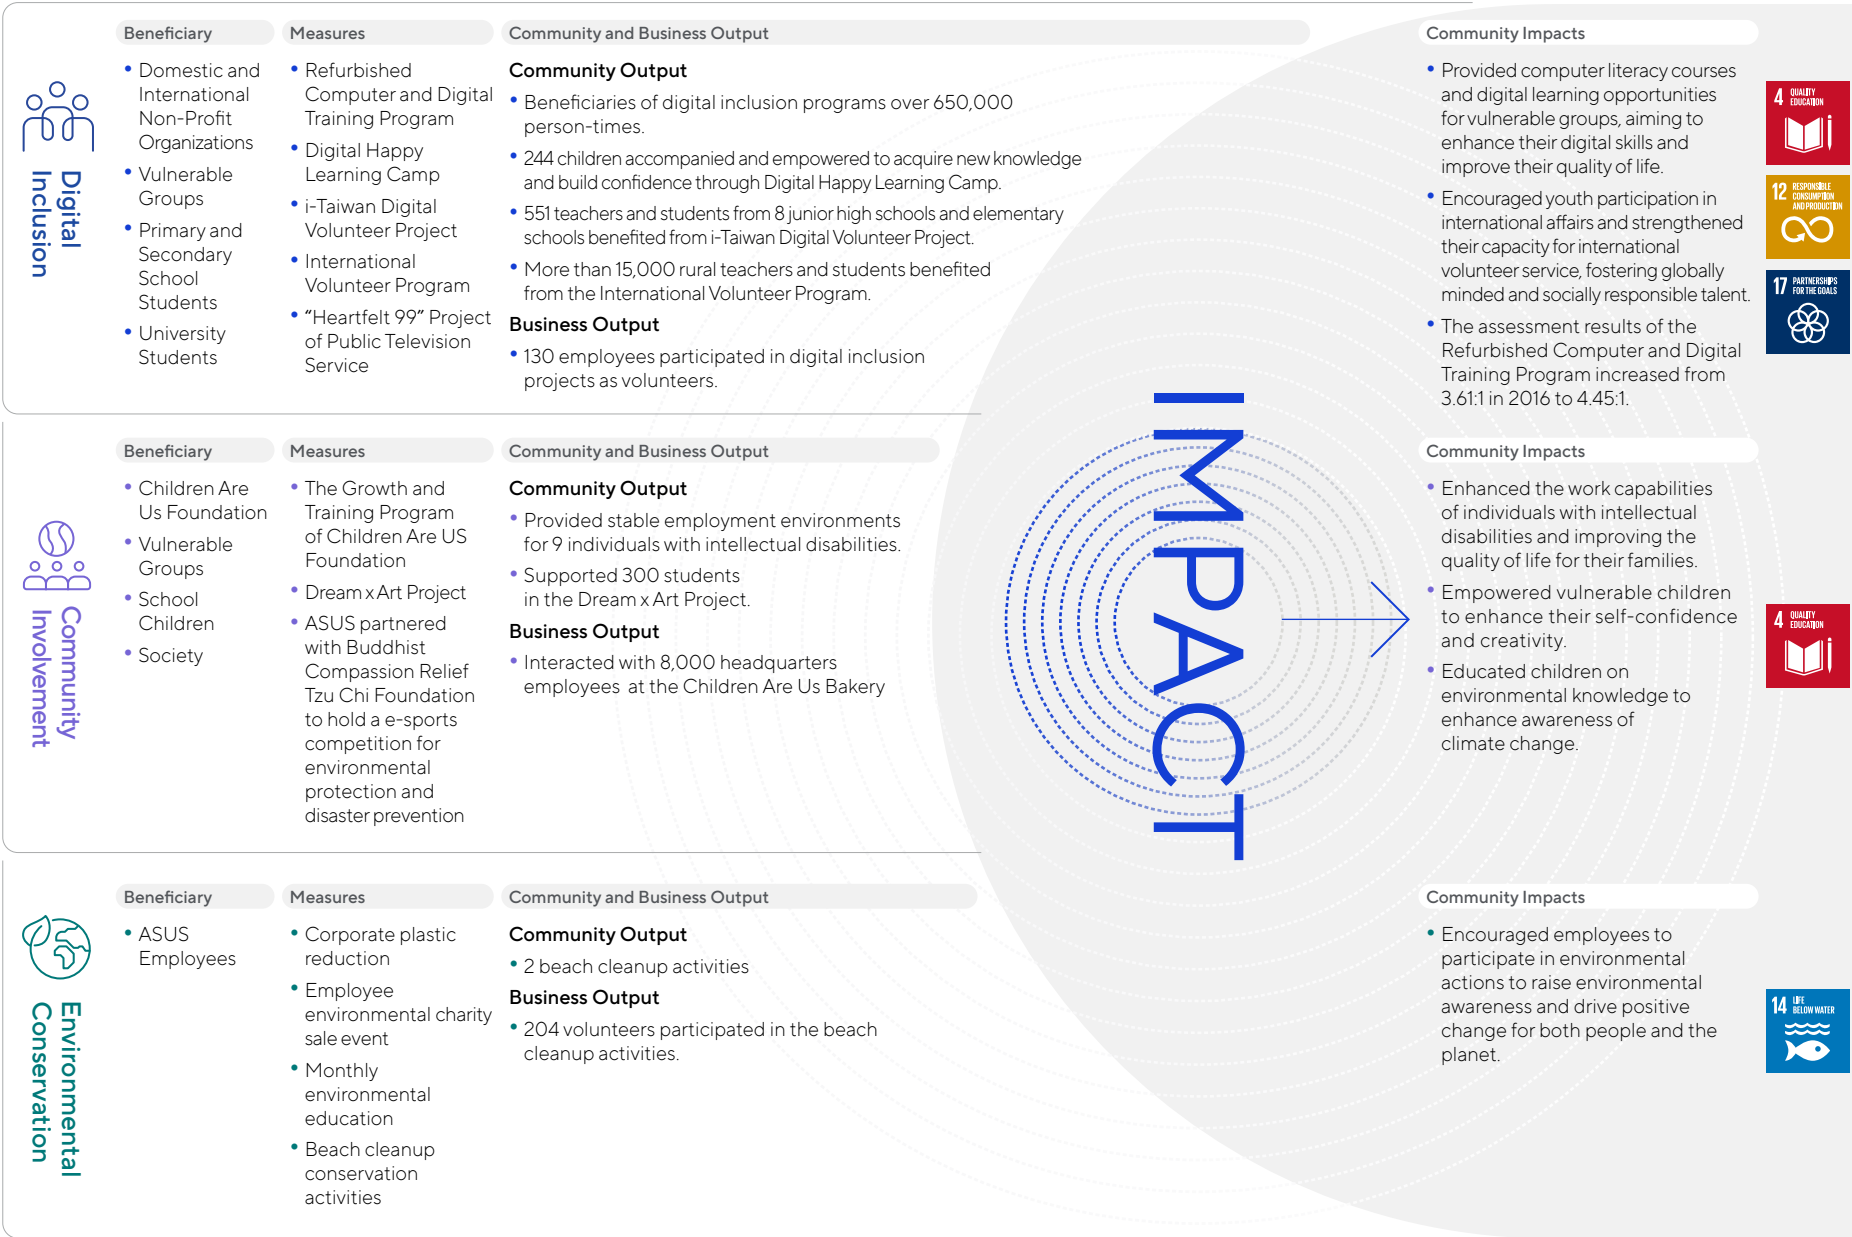 Digital
Inclusion
Beneficiary
Domestic and
International
Non-Profit
Organizations
Vulnerable
Groups
Primary and
Secondary
School
Students
University
Students
Measures
Refurbished
Computer and Digital
Training Program
Digital Happy
Learning Camp
i-Taiwan Digital
Volunteer Project
International
Volunteer Program
“Heartfelt 99” Project
of Public Television
Service
Community and Business Output
Community Output
Beneficiaries of digital inclusion programs over 650,000
person-times.
244 children accompanied and empowered to acquire new knowledge
and build confidence through Digital Happy Learning Camp.
551 teachers and students from 8 junior high schools and elementary
schools benefited from i-Taiwan Digital Volunteer Project.
More than 15,000 rural teachers and students benefited
from the International Volunteer Program.
Business Output
130 employees participated in digital inclusion
projects as volunteers.
Community Impacts
Provided computer literacy courses
and digital learning opportunities
for vulnerable groups, aiming to
enhance their digital skills and
improve their quality of life.
Encouraged youth participation in
international affairs and strengthened
their capacity for international
volunteer service, fostering globally
minded and socially responsible talent.
The assessment results of the
Refurbished Computer and Digital
Training Program increased from
3.61:1 in 2016 to 4.45:1.
4 QUALITY
EDUCATION
12 RESPONSIBLE
CONSUMPTION
AND PRODUCTION
17 PARTNERSHIPS
FOR THE GOALS
Community
Involvement
Beneficiary
Children Are
Us Foundation
Vulnerable
Groups
School
Children
Society
Measures
The Growth and
Training Program
of Children Are US
Foundation
Dream x Art Project
ASUS partnered
with Buddhist
Compassion Relief
Tzu Chi Foundation
to hold a e-sports
competition for
environmental
protection and
disaster prevention
Community and Business Output
Community Output
Provided stable employment environments
for 9 individuals with intellectual disabilities.
Supported 300 students
in the Dream x Art Project.
Business Output
Interacted with 8,000 headquarters
employees at the Children Are Us Bakery
IMPACT
Community Impacts
Enhanced the work capabilities
of individuals with intellectual
disabilities and improving the
quality of life for their families.
Empowered vulnerable children
to enhance their self-confidence
and creativity.
Educated children on
environmental knowledge to
enhance awareness of
climate change.
4 QUALITY
EDUCATION
Environmental
Conservation
Beneficiary
ASUS
Employees
Measures
Corporate plastic
reduction
Employee
environmental charity
sale event
Monthly
environmental
education
Beach cleanup
conservation
activities
Community and Business Output
Community Output
2 beach cleanup activities
Business Output
204 volunteers participated in the beach
cleanup activities.
Community Impacts
Encouraged employees to
participate in environmental
actions to raise environmental
awareness and drive positive
change for both people and the
planet.
14 LIFE
BELOW WATER